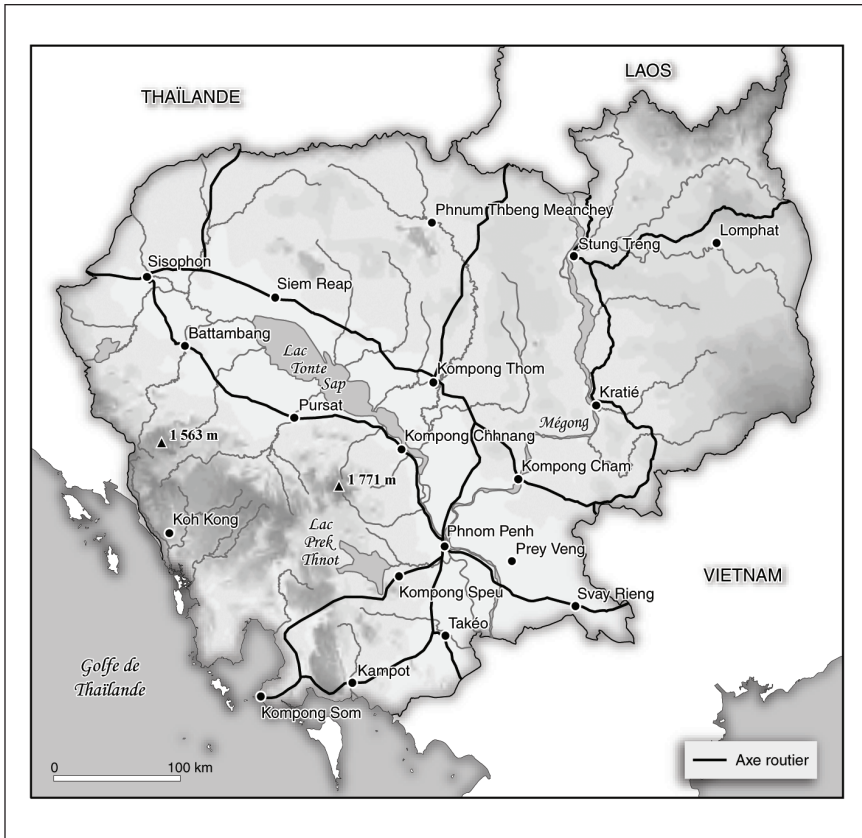 LAOS
THAÏLANDE
Phnum Thbeng Meanchey
Stung Treng
Lomphat
Sisophon
Siem Reap
Battambang
Lac
Tonte
Sap
Kompong Thom
Kratié
Pursat
Mégong
1 563 m
Kompong Chhnang
Kompong Cham
1 771 m
Koh Kong
Lac
Prek
Thnot
Phnom Penh
Prey Veng
VIETNAM
Kompong Speu
Svay Rieng
Takéo
Golfe de
Thaïlande
Kampot
Kompong Som
0 100 km
Axe routier